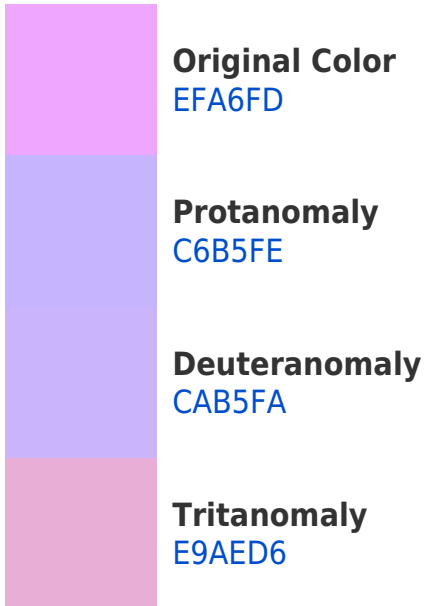 Original Color
EFA6FD
Protanomaly
C6B5FE
Deuteranomaly
CAB5FA
Tritanomaly
E9AED6